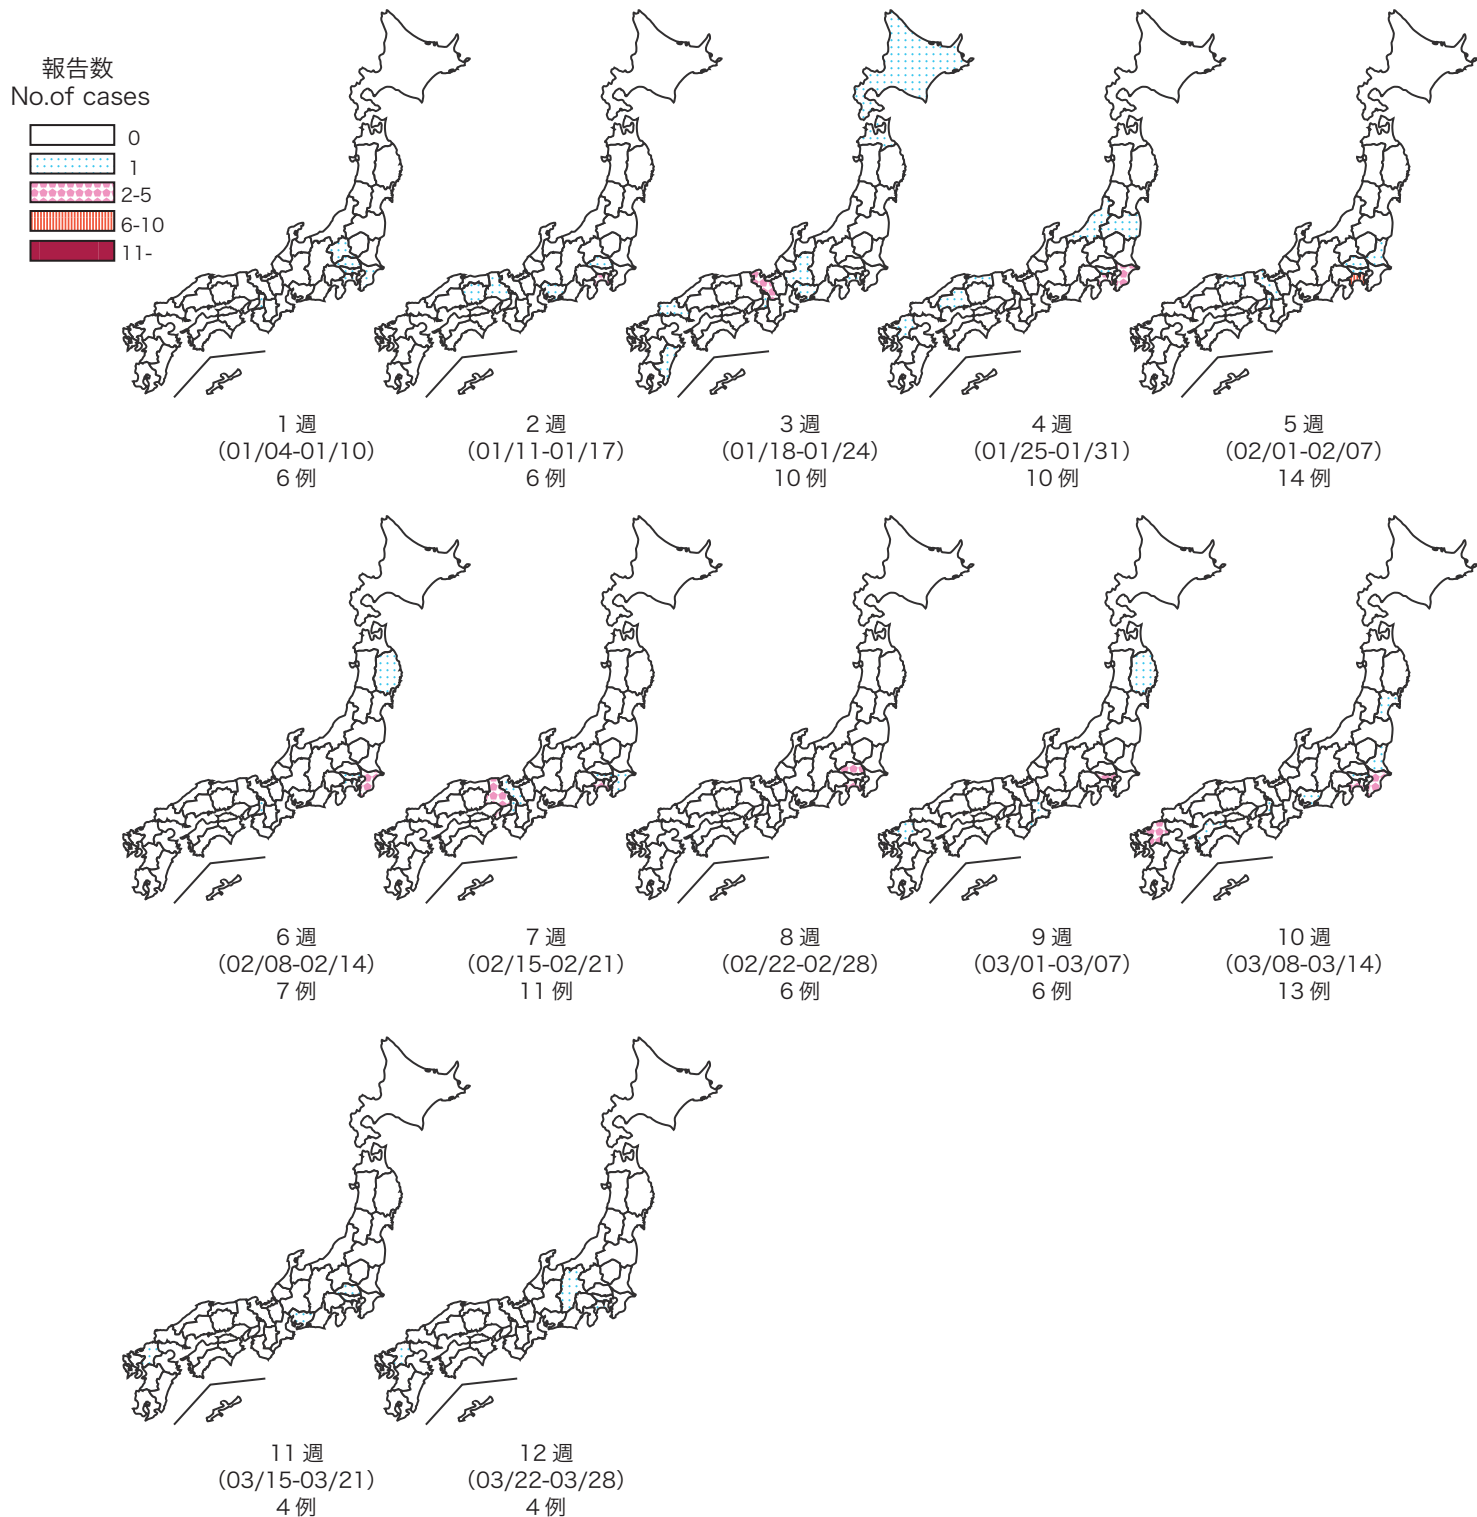 報告数
No.of cases
0
1
2-5
6-10
11-
1 週
(01/04-01/10)
6 例
2 週
(01/11-01/17)
6 例
3 週
(01/18-01/24)
10 例
4 週
(01/25-01/31)
10 例
5 週
(02/01-02/07)
14 例
6 週
(02/08-02/14)
7 例
7 週
(02/15-02/21)
11 例
8 週
(02/22-02/28)
6 例
9 週
(03/01-03/07)
6 例
10 週
(03/08-03/14)
13 例
11 週
(03/15-03/21)
4 例
12 週
(03/22-03/28)
4 例